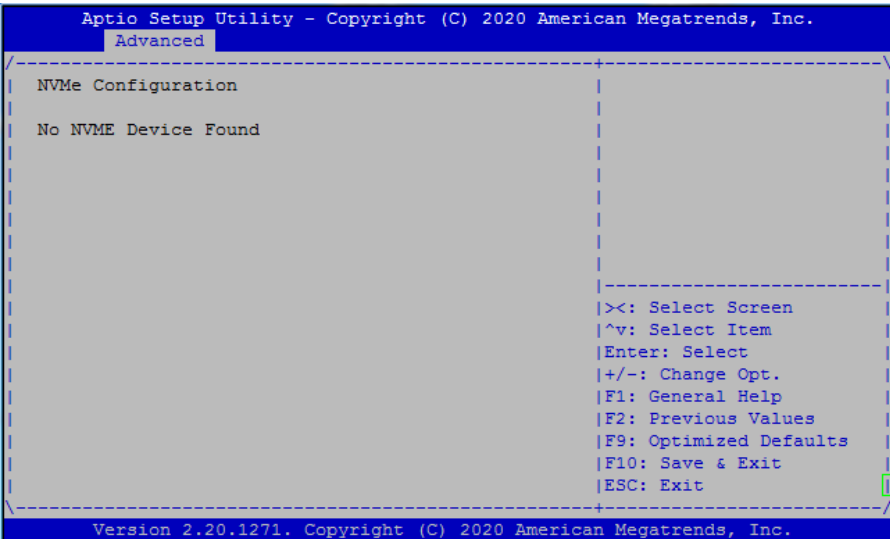 Aptio Setup Utility - Copyright (C) 2020 American Megatrends, Inc.
Advanced
NVMe Configuration
No NVME Device Found
><: Select Screen
^v: Select Item
Enter: Select
+/-: Change Opt.
F1: General Help
F2: Previous Values
F9: Optimized Defaults
F10: Save & Exit
ESC: Exit
Version 2.20.1271. Copyright (C) 2020 American Megatrends, Inc.